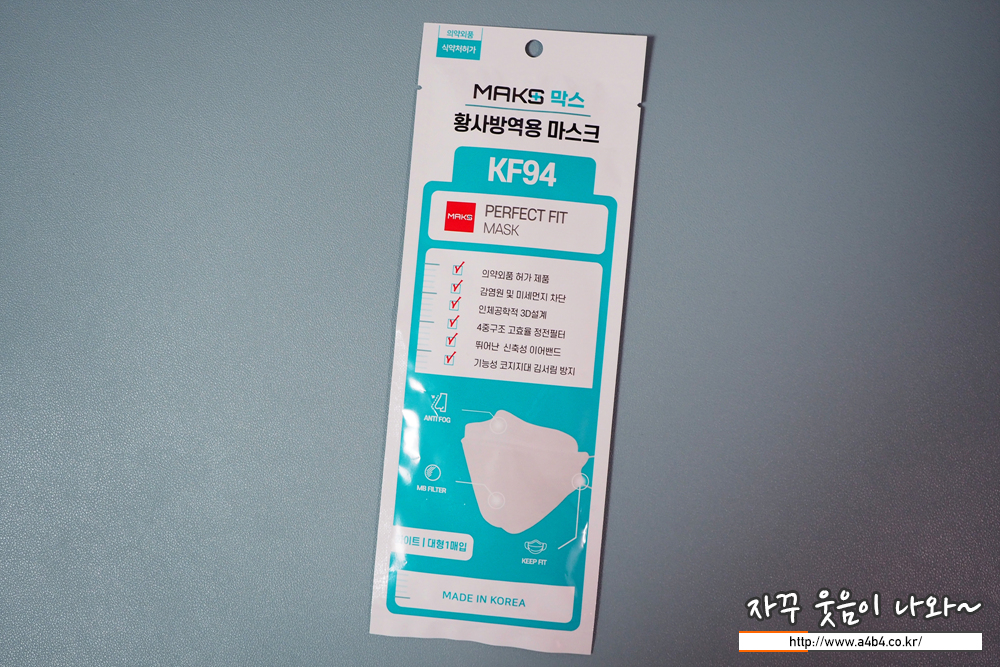 의약외품
식약처허가
MAKS 막스
황사방역용 마스크
KF94
MAKS
PERFECT FIT
MASK
의약외품 허가 제품
감염원 및 미세먼지 차단
인체공학적 3D설계
4중구조 고효율 정전필터
뛰어난 신축성 이어밴드
기능성 코지지대 김서림 방지
ANTI FOG
MB FILTER
이트 | 대형1매입
KEEP FIT
MADE IN KOREA
자꾸 웃음이 나와~
http://www.a4b4.co.kr/